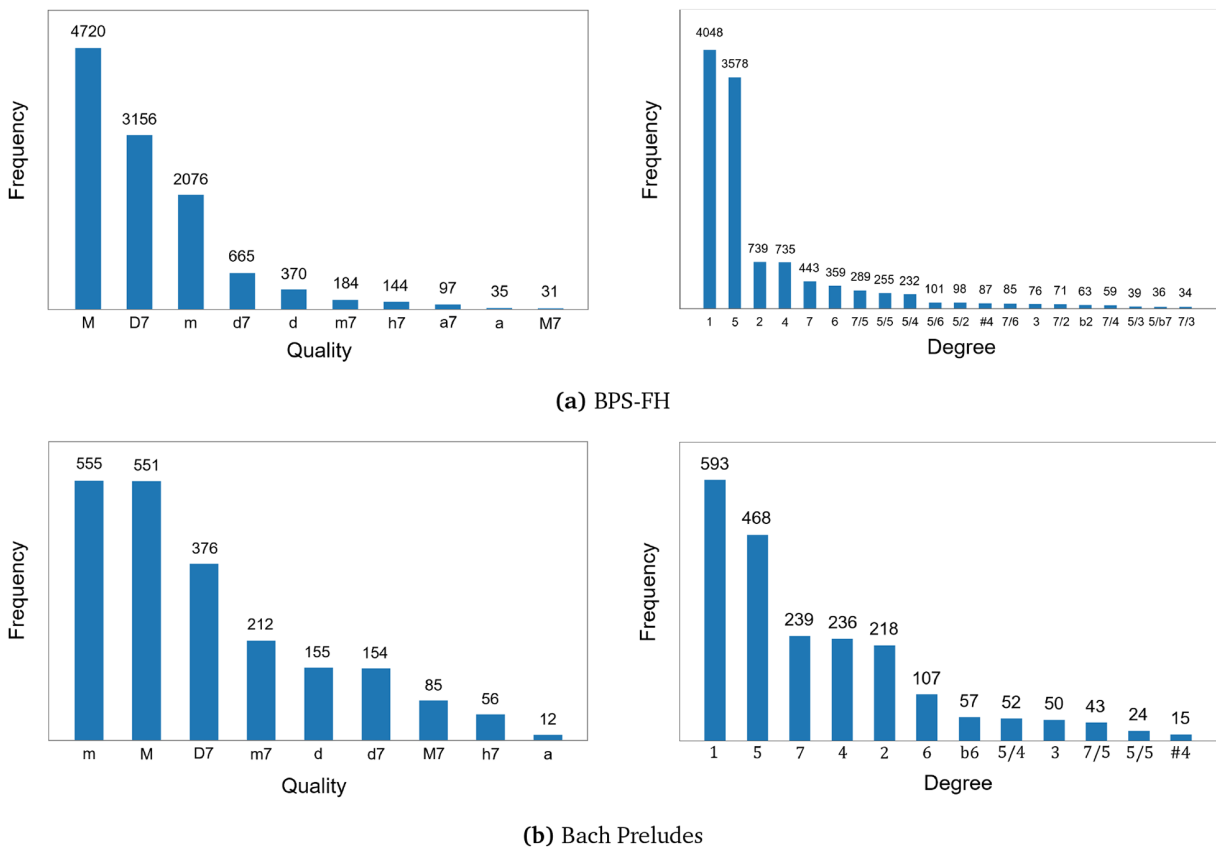 4720
3156
2076
665
370
184
144
97
35
31
Frequency
M D7 m d7 d m7 h7 a7 a M7
Quality
4048
3578
739 735 443 359 289 255 232 101 98 87 85 76 71 63 59 39 36 34
Frequency
1 5 2 4 7 6 7/5 5/5 5/4 5/6 5/2 #4 7/6 3 7/2 b2 7/4 5/3 5/b7 7/3
Degree
(a) BPS-FH
555 551
376
212
155 154
85
56
12
Frequency
m M D7 m7 d d7 M7 h7 a
Quality
593
468
239 236 218
107
57 52 50 43
24 15
Frequency
1 5 7 4 2 6 b6 5/4 3 7/5 5/5 #4
Degree
(b) Bach Preludes